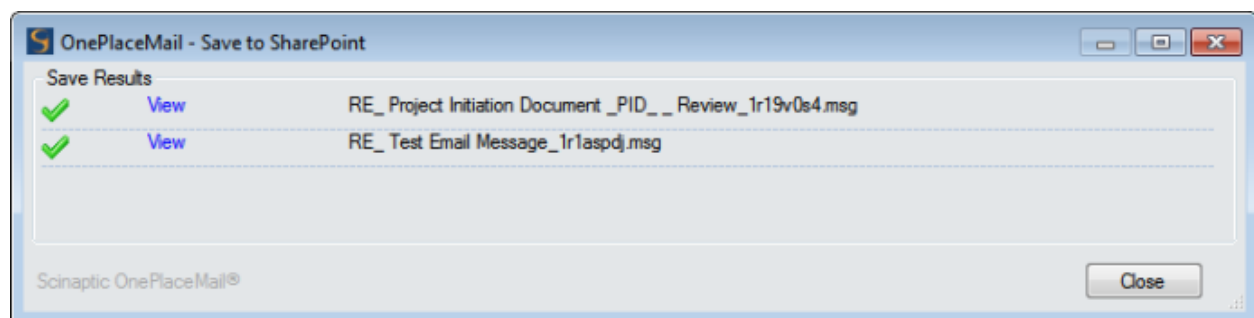 OnePlaceMail - Save to SharePoint
Save Results
View RE_ Project Initiation Document _PID_ _ Review_1r19v0s4.msg
View RE_ Test Email Message_1r1aspdj.msg
Scinaptic OnePlaceMail®
Close